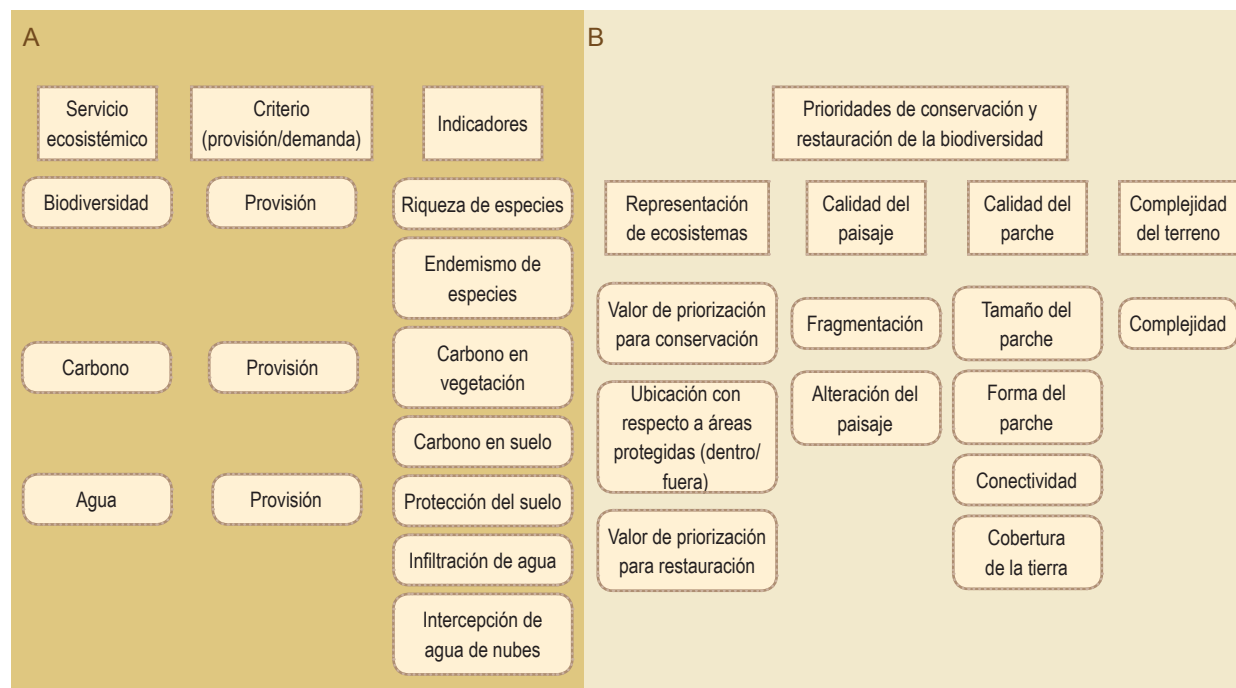 A
Servicio
ecosistémico
Criterio
(provisión/demanda)
Indicadores
Biodiversidad
Provisión
Riqueza de especies
Endemismo de
especies
Carbono
Provisión
Carbono en
vegetación
Carbono en suelo
Agua
Provisión
Protección del suelo
Infiltración de agua
Intercepción de
agua de nubes
B
Prioridades de conservación y
restauración de la biodiversidad
Representación
de ecosistemas
Valor de priorización
para conservación
Ubicación con
respecto a áreas
protegidas (dentro/
fuera)
Valor de priorización
para restauración
Calidad del
paisaje
Fragmentación
Alteración del
paisaje
Calidad del
parche
Tamaño del
parche
Forma del
parche
Conectividad
Cobertura
de la tierra
Complejidad
del terreno
Complejidad